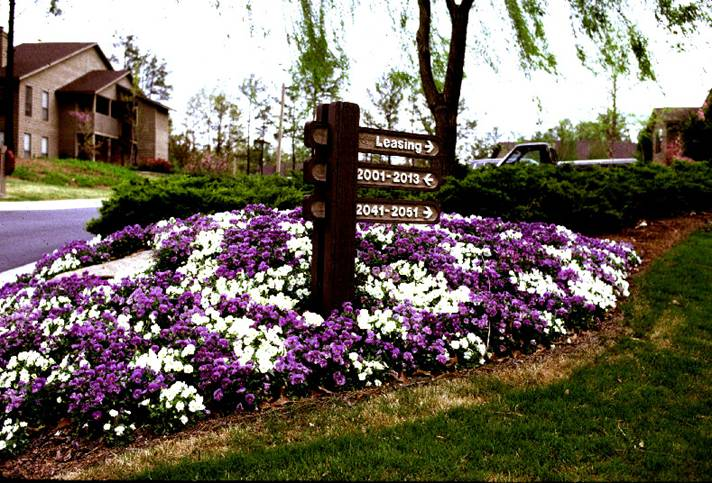 Leasing →
2001-2013 ←
2041-2051 →